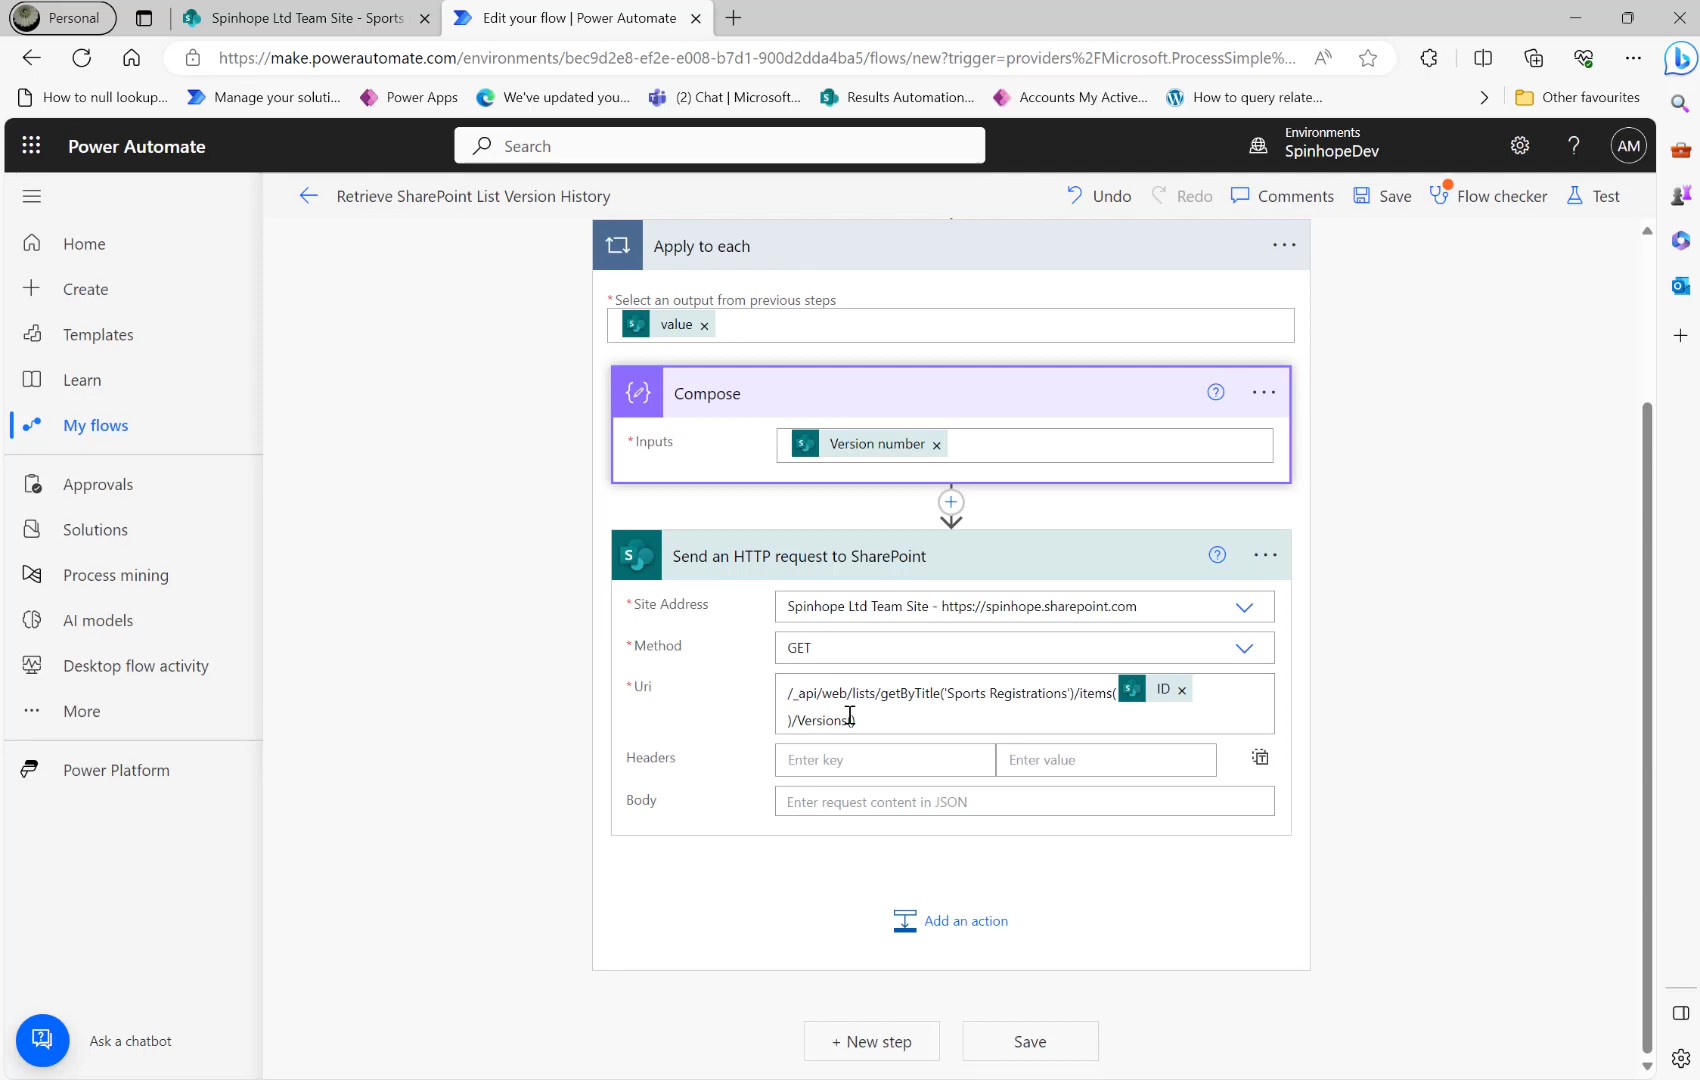 Personal
Spinhope Ltd Team Site - Sports
Edit your flow | Power Automate
https://make.powerautomate.com/environments/bec9d2e8-ef2e-e008-b7d1-900d2dda4ba5/flows/new?trigger=providers%2FMicrosoft.ProcessSimple%...
How to null lookup...
Manage your soluti...
Power Apps
We've updated you...
(2) Chat | Microsoft...
Results Automation...
Accounts My Active...
How to query relate...
Other favourites
Power Automate
Search
Environments
SpinhopeDev
AM
Retrieve SharePoint List Version History
Undo
Redo
Comments
Save
Flow checker
Test
Home
Create
Templates
Learn
My flows
Approvals
Solutions
Process mining
AI models
Desktop flow activity
More
Power Platform
Ask a chatbot
Apply to each
* Select an output from previous steps
value
Compose
* Inputs
Version number
Send an HTTP request to SharePoint
* Site Address
Spinhope Ltd Team Site - https://spinhope.sharepoint.com
* Method
GET
* Uri
/_api/web/lists/getByTitle('Sports Registrations')/items( ID
)/Versions()
Headers
Enter key
Enter value
Body
Enter request content in JSON
Add an action
+ New step
Save